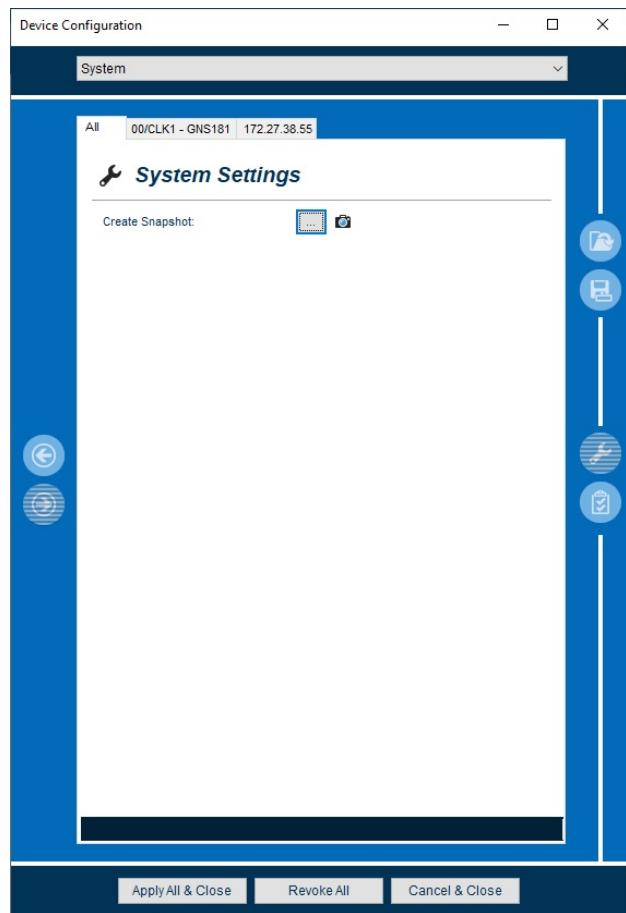 Device Configuration
System
All 00/CLK1 - GNS181 172.27.38.55
System Settings
Create Snapshot: ...
Apply All & Close Revoke All Cancel & Close